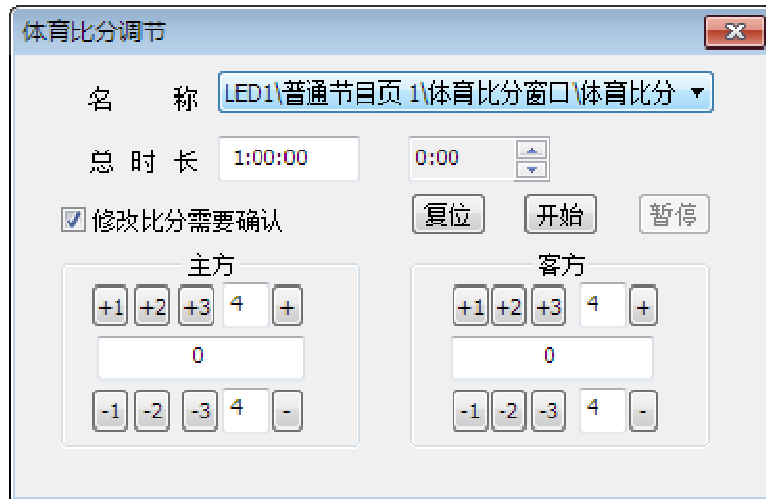 体育比分调节
名 称 LED1\普通节目页 1\体育比分窗口\体育比分
总 时 长 1:00:00 0:00
修改比分需要确认 复位 开始 暂停
主方 客方
+1 +2 +3 4 + +1 +2 +3 4 +
0 0
-1 -2 -3 4 - -1 -2 -3 4 -